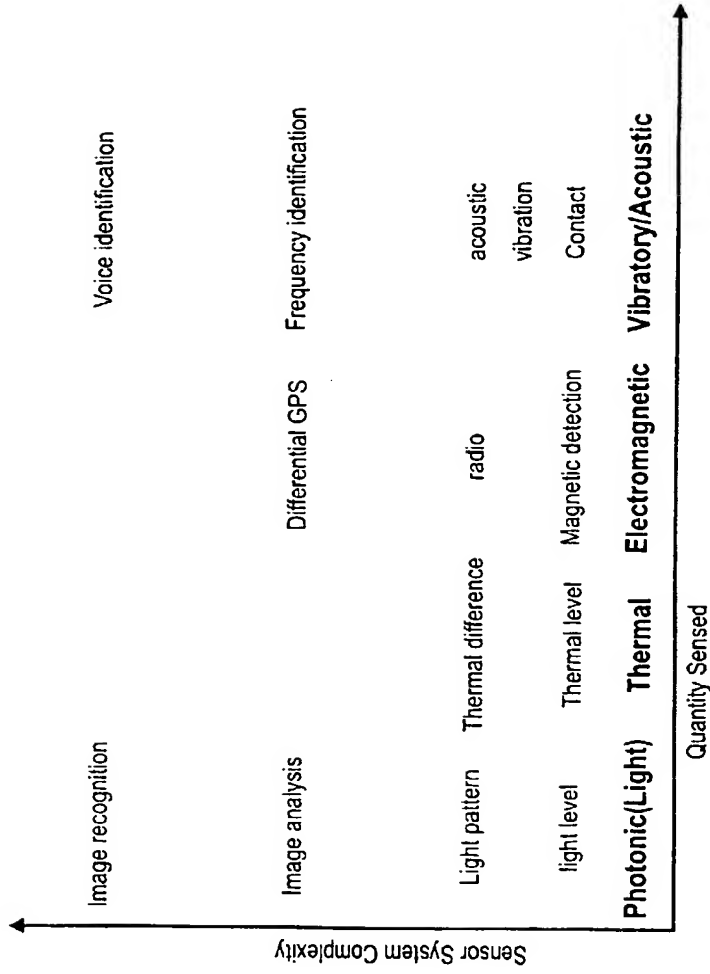 Sensor System Complexity
Image recognition Voice identification
Image analysis Differential GPS Frequency identification
Light pattern Thermal difference radio acoustic
vibration
light level Thermal level Magnetic detection Contact
Photonic(Light) Thermal Electromagnetic Vibratory/Acoustic
Quantity Sensed